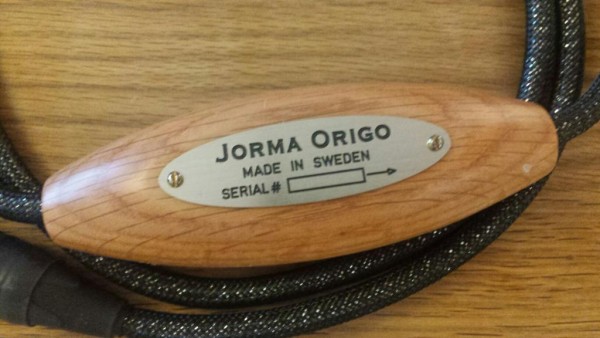 JORMA ORIGO
MADE IN SWEDEN
SERIAL#